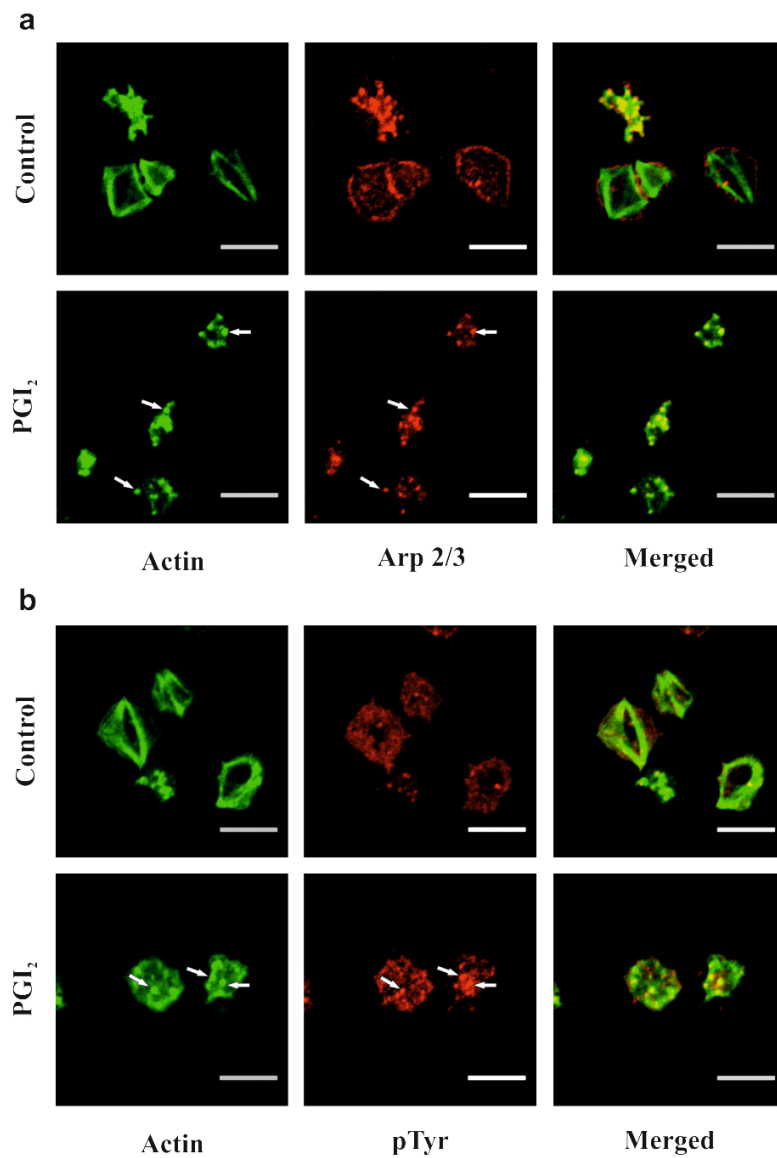 a
Control
PGI₂
Actin Arp 2/3 Merged
b
Control
PGI₂
Actin pTyr Merged